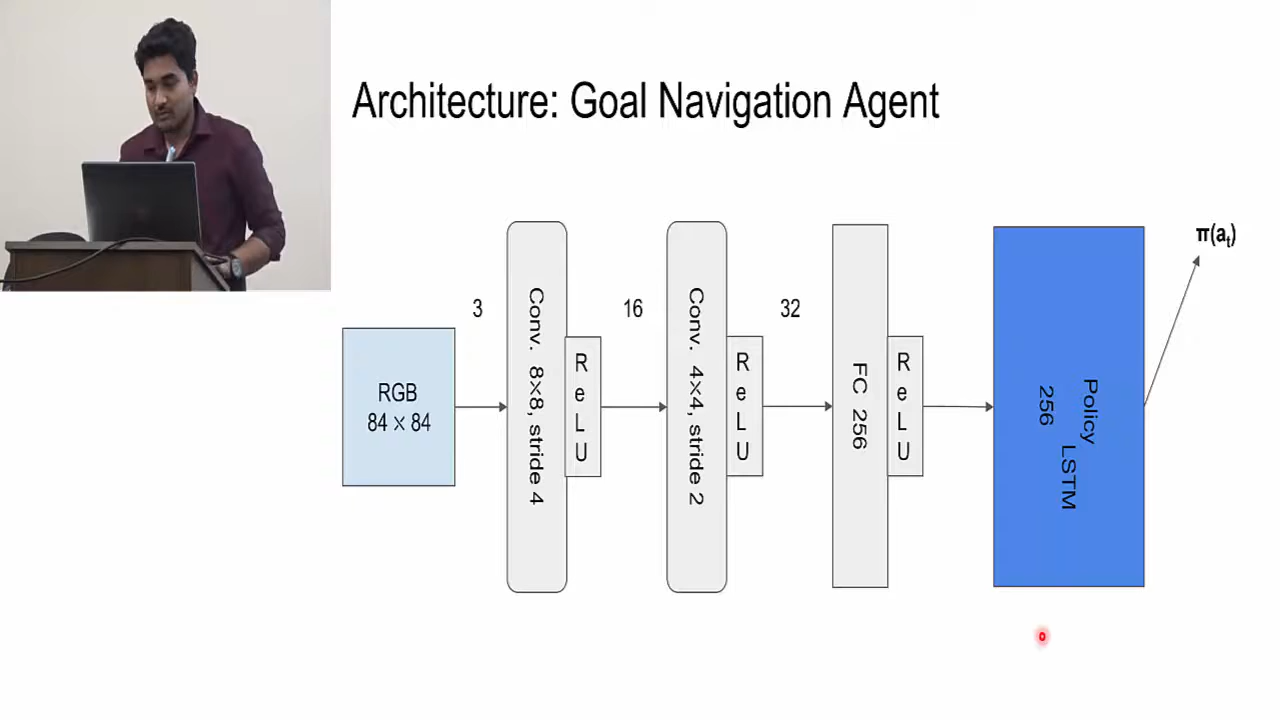 Architecture: Goal Navigation Agent
π(aₜ)
3
16
32
RGB
84 × 84
Conv. 8×8, stride 4
ReLU
Conv. 4×4, stride 2
ReLU
FC 256
ReLU
Policy
LSTM
256